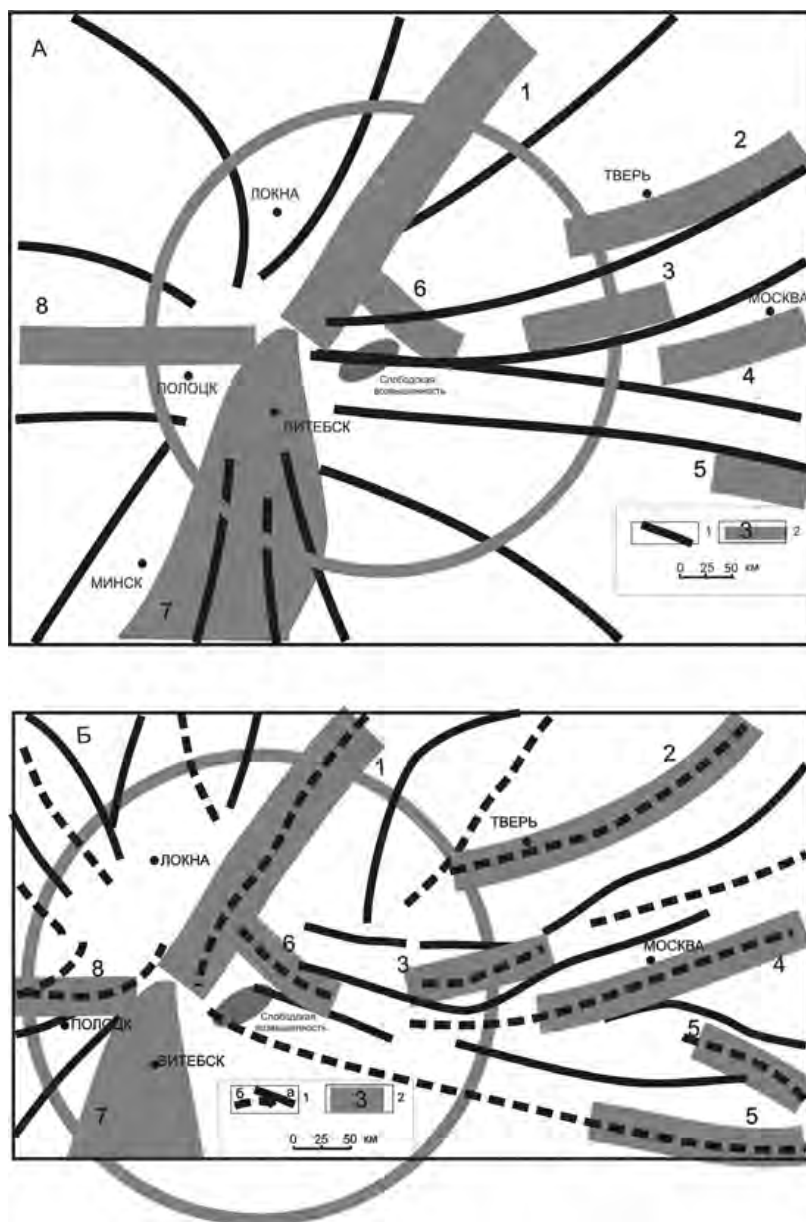 А
1
2
ТВЕРЬ
ЛОКНА
3
6
МОСКВА
8
4
ПОЛОЦК
Слободская
возвышенность
ВИТЕБСК
5
1
3
2
0 25 50 км
МИНСК
7
Б
1
2
ТВЕРЬ
ЛОКНА
6
3
МОСКВА
4
8
Слободская
возвышенность
ПОЛОЦК
5
ВИТЕБСК
б а 1
3
2
7
5
0 25 50 км